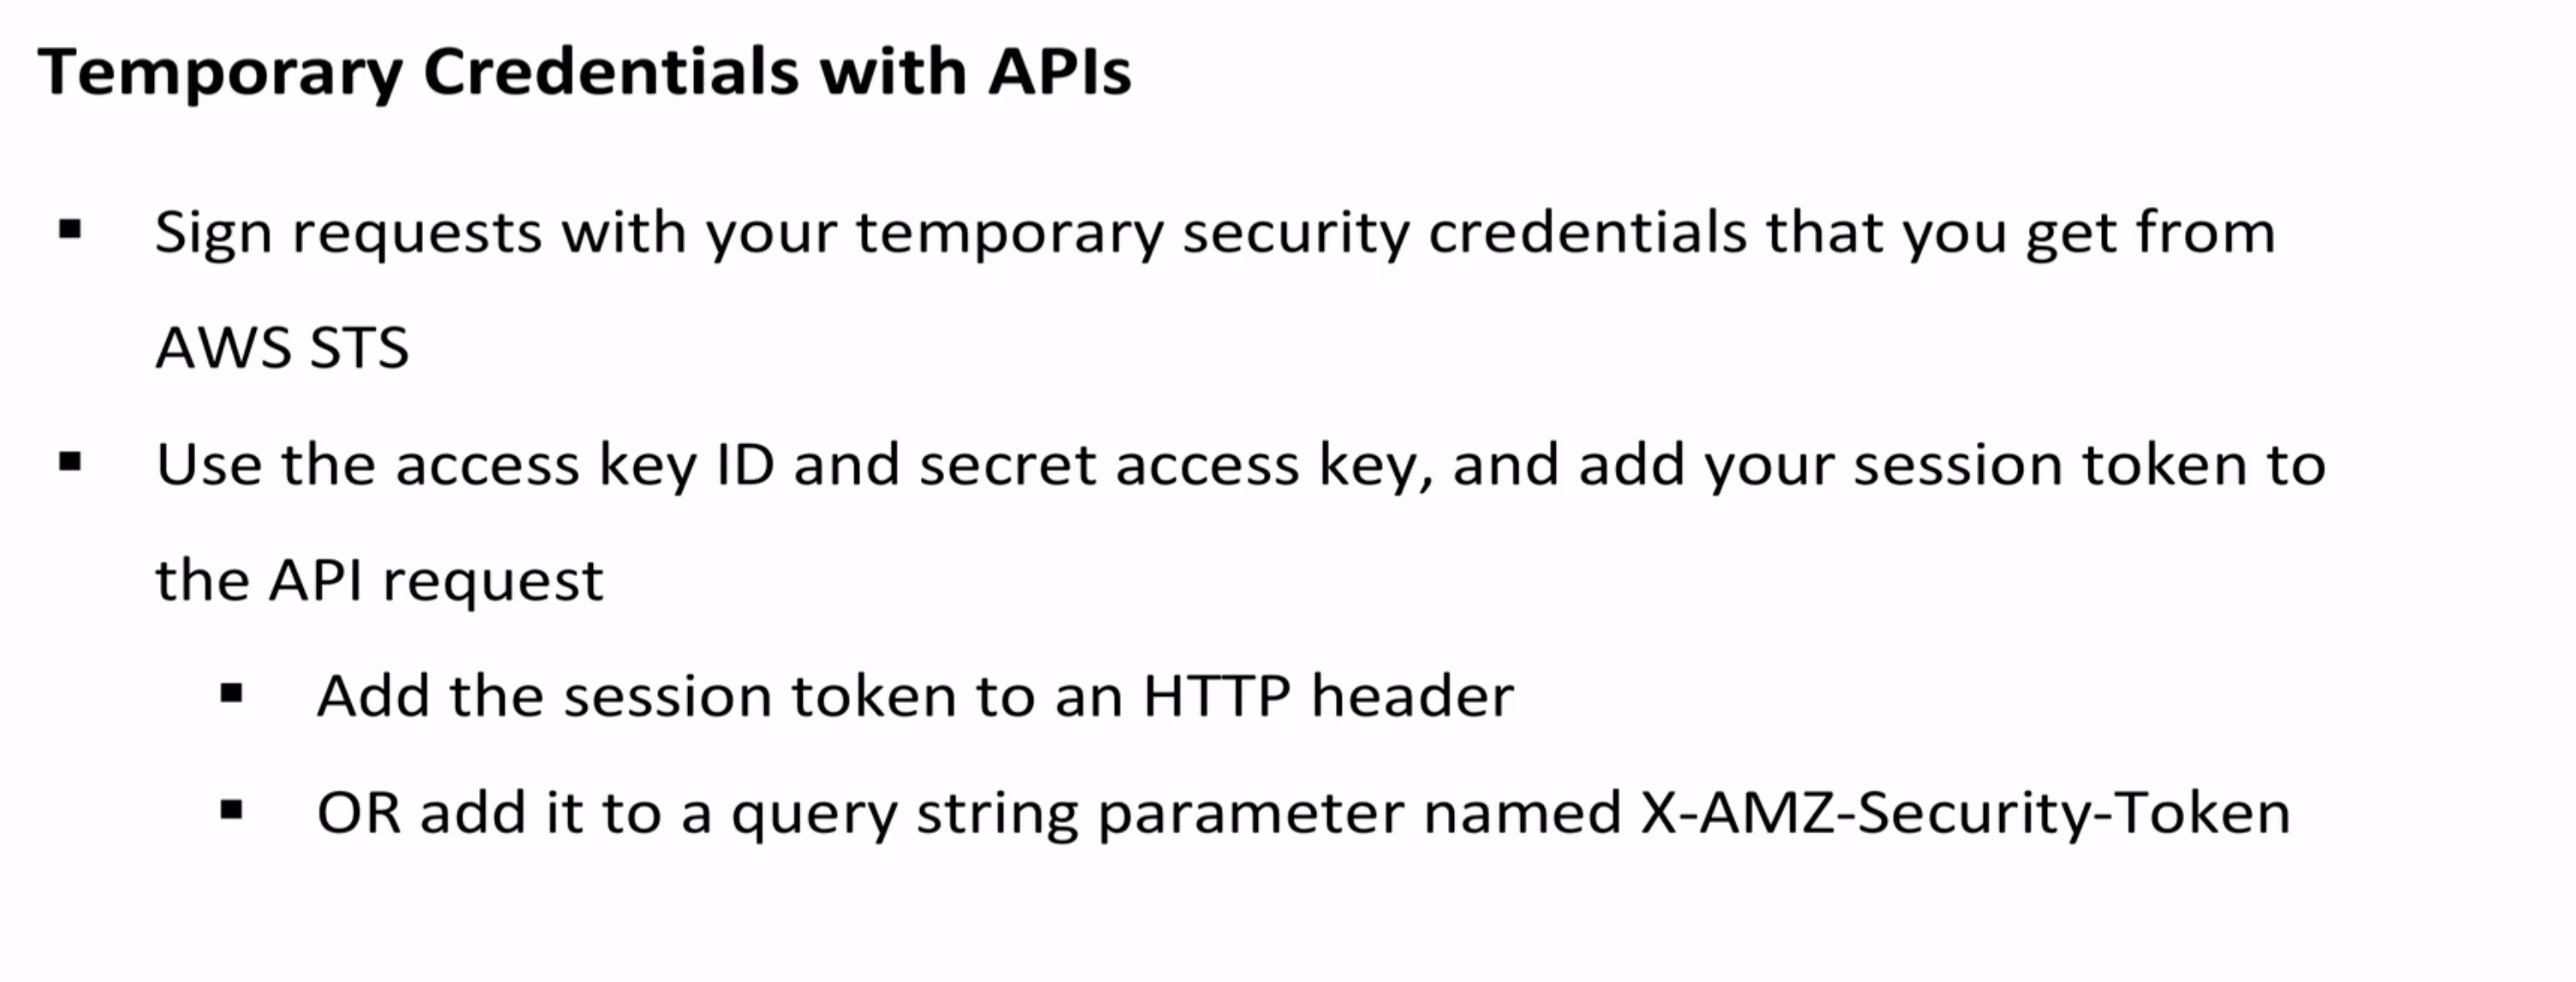 Temporary Credentials with APIs
▪ Sign requests with your temporary security credentials that you get from
AWS STS
▪ Use the access key ID and secret access key, and add your session token to
the API request
▪ Add the session token to an HTTP header
▪ OR add it to a query string parameter named X-AMZ-Security-Token